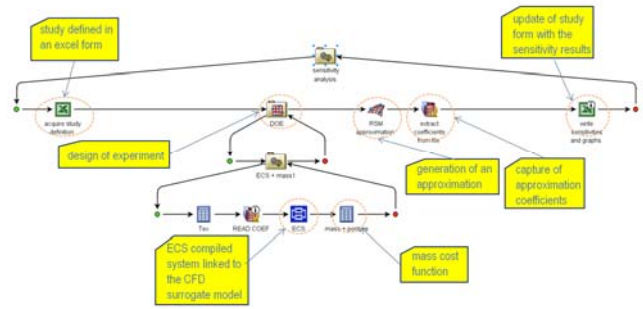 study defined in
an excel form
update of study
form with the
sensitivity results
sensitivity
analysis
acquire study
definition
DOE
RSM
approximation
extract
coefficients
from file
write
sensitivities
and graphs
design of experiment
generation of an
approximation
capture of
approximation
coefficients
ECS + mass1
READ COEF
ECS
ECS compiled
system linked to
the CFD
surrogate model
mass cost
function